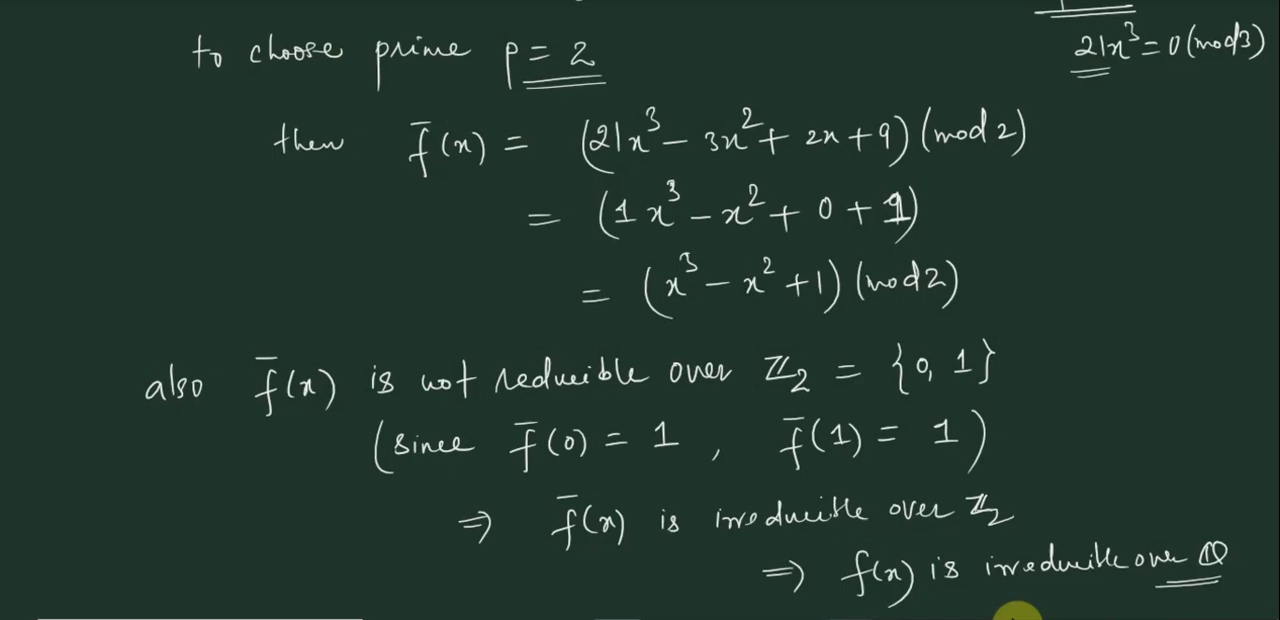 to choose prime p = 2
21x³ = 0 (mod 3)
then f̄(x) = (21x³ - 3x² + 2x + 9) (mod 2)
= (1x³ - x² + 0 + 1)
= (x³ - x² + 1) (mod 2)
also f̄(x) is not reducible over ℤ₂ = {0, 1}
(since f̄(0) = 1 , f̄(1) = 1)
⇒ f̄(x) is irreducible over ℤ₂
⇒ f(x) is irreducible over ℚ